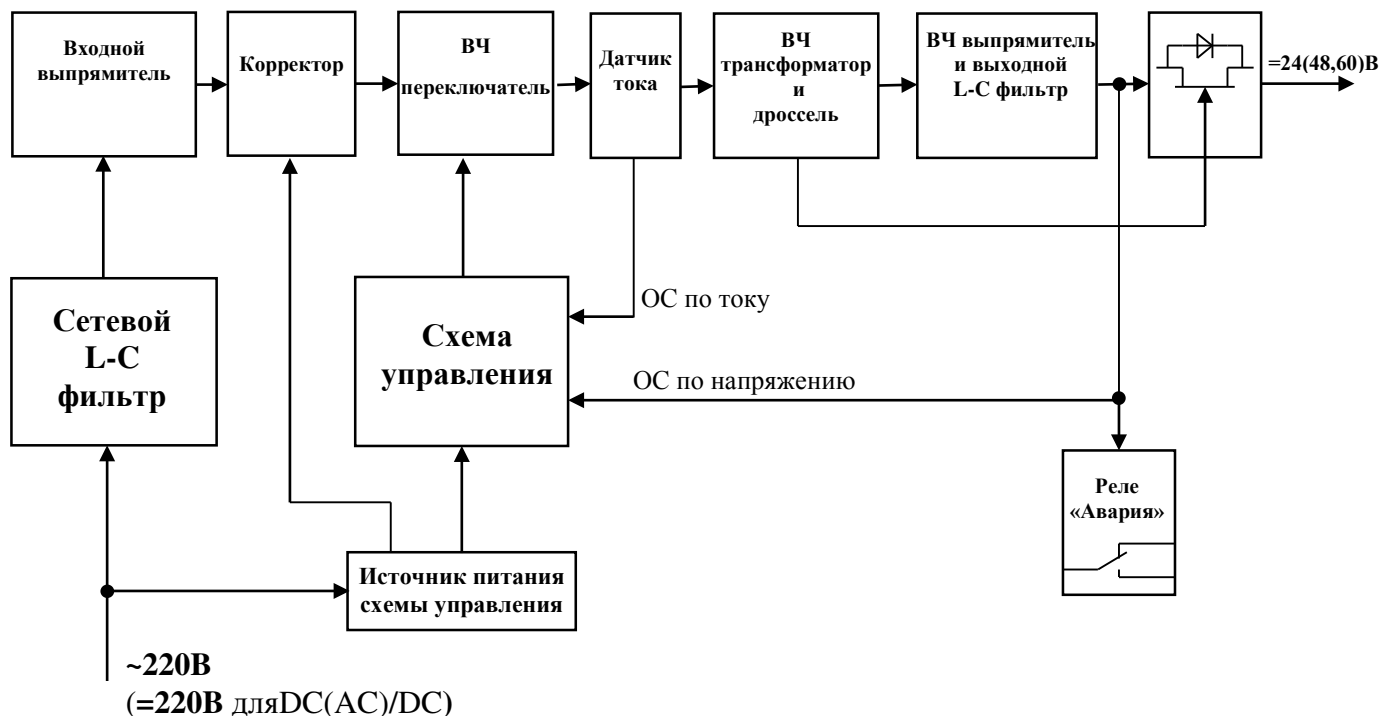 Входной
выпрямитель
Корректор
ВЧ
переключатель
Датчик
тока
ВЧ
трансформатор
и
дроссель
ВЧ выпрямитель
и выходной
L-C фильтр
=24(48,60)В
Сетевой
L-C
фильтр
Схема
управления
ОС по току
ОС по напряжению
Реле
«Авария»
Источник питания
схемы управления
~220В
(=220В дляDC(AC)/DC)